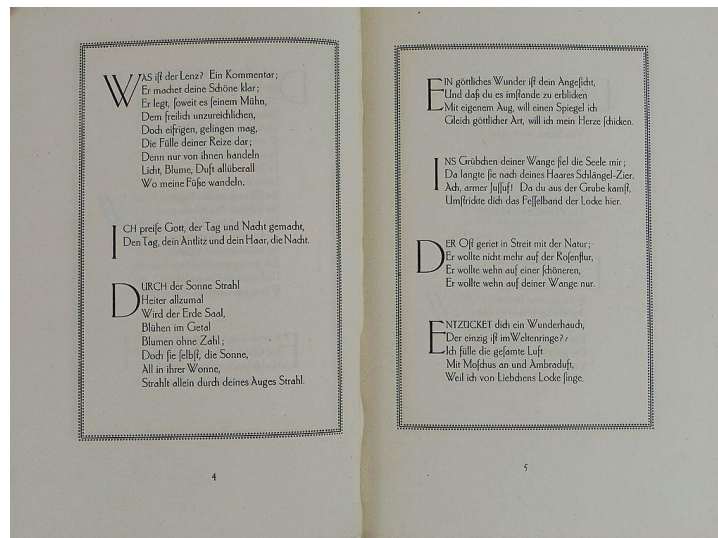 WAS iſt der Lenz? Ein Kommentar;
Er machet deine Schöne klar;
Er legt, ſoweit es ſeinem Mühn,
Dem freilich unzureichlichen,
Doch eifrigen, gelingen mag,
Die Fülle deiner Reize dar;
Denn nur von ihnen handeln
Licht, Blume, Duft allüberall
Wo meine Füße wandeln.
ICH preiſe Gott, der Tag und Nacht gemacht,
Den Tag, dein Antlitz und dein Haar, die Nacht.
DURCH der Sonne Strahl
Heiter allzumal
Wird der Erde Saal,
Blühen im Getal
Blumen ohne Zahl;
Doch ſie ſelbſt, die Sonne,
All in ihrer Wonne,
Strahlt allein durch deines Auges Strahl.
4
EIN göttliches Wunder iſt dein Angeſicht,
Und daß du es imſtande zu erblicken
Mit eigenem Aug, will einen Spiegel ich
Gleich göttlicher Art, will ich mein Herze ſchicken.
INS Grübchen deiner Wange fiel die Seele mir;
Da langte ſie nach deines Haares Schlängel-Zier.
Ach, armer Juſſuf! Da du aus der Grube kamſt,
Umſtrickte dich das Feſſelband der Locke hier.
DER Oſt geriet in Streit mit der Natur;
Er wollte nicht mehr auf der Roſenflur,
Er wollte wehn auf einer ſchöneren,
Er wollte wehn auf deiner Wange nur.
ENTZÜCKET dich ein Wunderhauch,
Der einzig iſt im Weltenringe?
Ich fülle die geſamte Luft
Mit Moſchus an und Ambraduft,
Weil ich von Liebchens Locke ſinge.
5